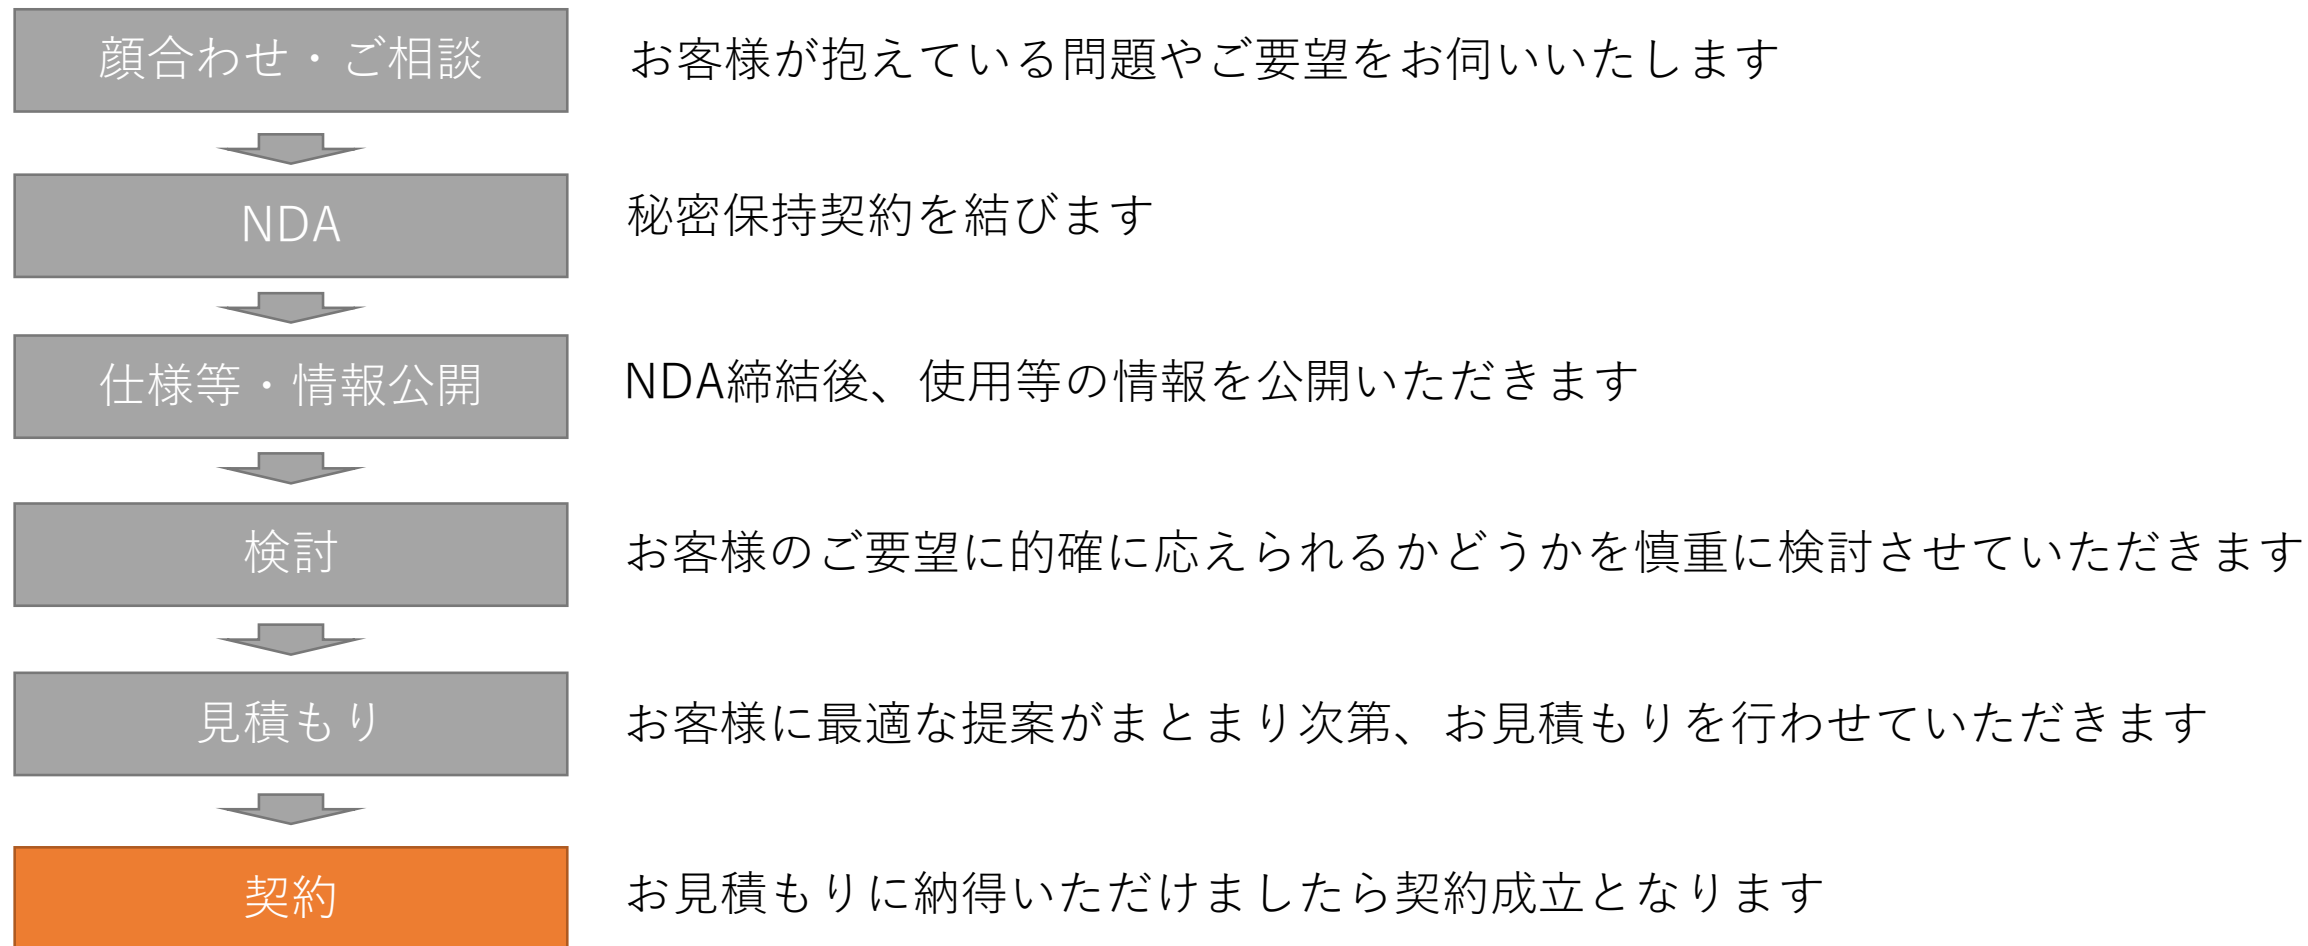 顔合わせ・ご相談
お客様が抱えている問題やご要望をお伺いいたします
NDA
秘密保持契約を結びます
仕様等・情報公開
NDA締結後、使用等の情報を公開いただきます
検討
お客様のご要望に的確に応えられるかどうかを慎重に検討させていただきます
見積もり
お客様に最適な提案がまとまり次第、お見積もりを行わせていただきます
契約
お見積もりに納得いただけましたら契約成立となります